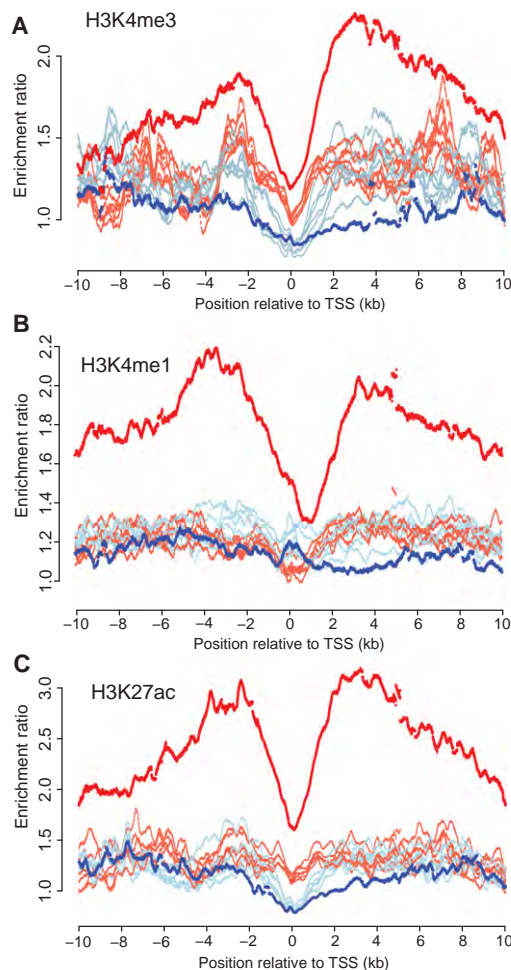 A
H3K4me3
Enrichment ratio
1.0
1.5
2.0
−10 −8 −6 −4 −2 0 2 4 6 8 10
Position relative to TSS (kb)
B
H3K4me1
Enrichment ratio
1.0 1.2 1.4 1.6 1.8 2.0 2.2
−10 −8 −6 −4 −2 0 2 4 6 8 10
Position relative to TSS (kb)
C
H3K27ac
Enrichment ratio
1.0 1.5 2.0 2.5 3.0
−10 −8 −6 −4 −2 0 2 4 6 8 10
Position relative to TSS (kb)